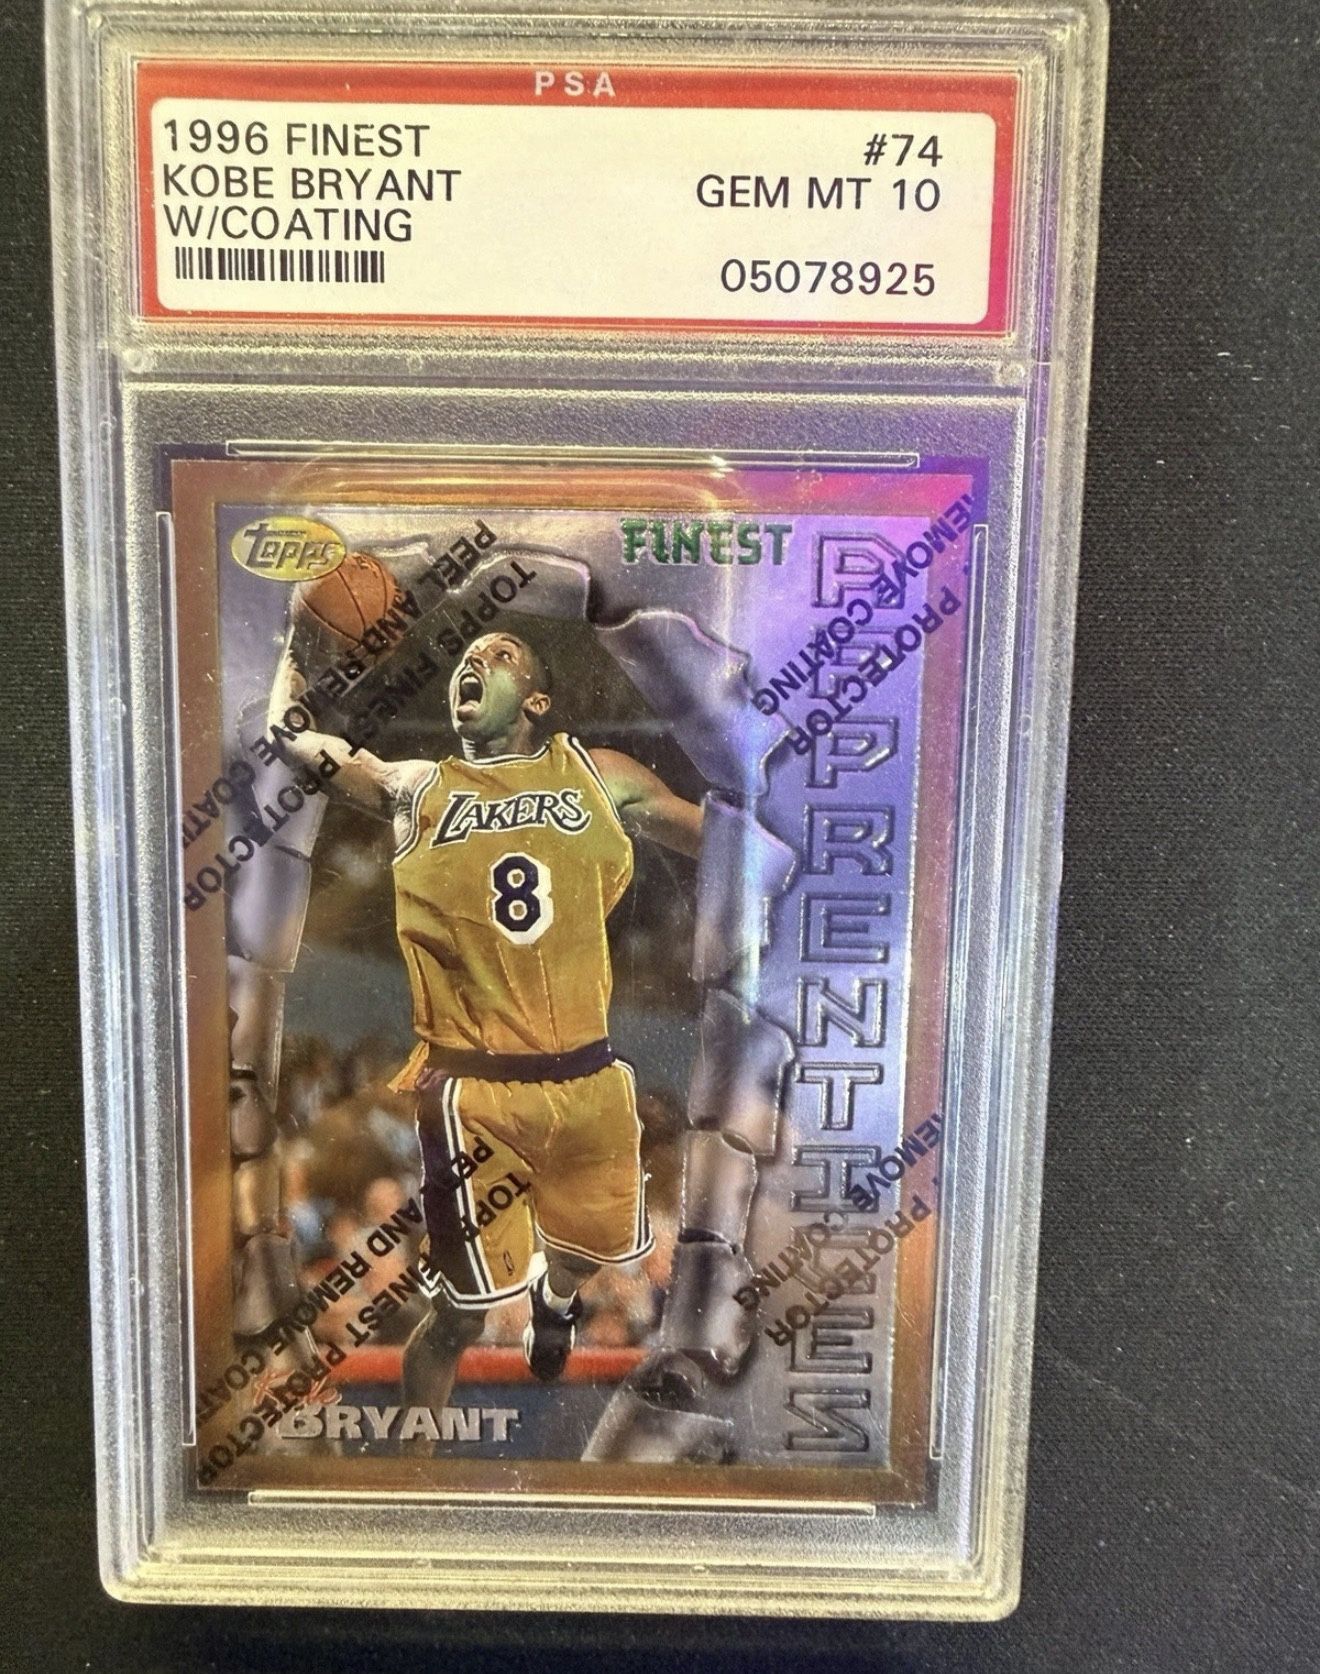 PSA
1996 FINEST
KOBE BRYANT
W/COATING
#74
GEM MT 10
05078925
Topps
FINEST
APPRENTICES
PEEL AND REMOVE COATING
TOPPS FINEST PROTECTOR
REMOVE COATING
PROTECTOR
LAKERS
8
PEEL AND REMOVE COATING
TOPPS FINEST PROTECTOR
REMOVE COATING
PROTECTOR
Kobe
BRYANT